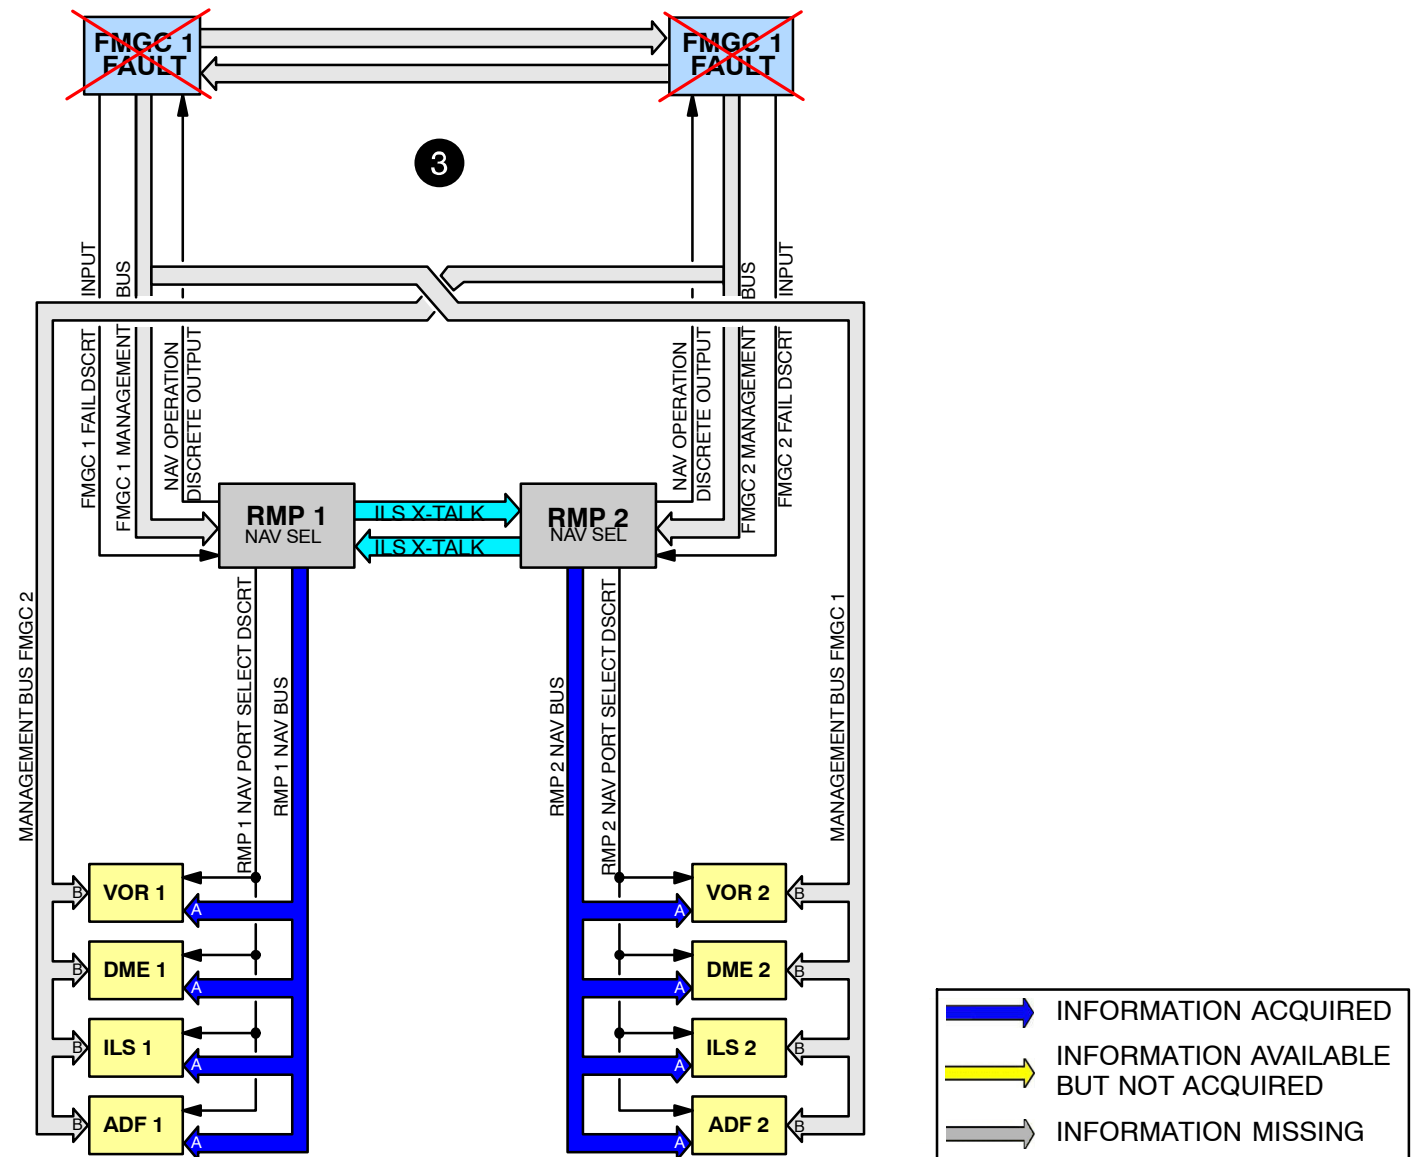 FMGC 1
FAULT
FMGC 1
FAULT
3
FMGC 1 FAIL DSCRT INPUT
FMGC 1 MANAGEMENT BUS
NAV OPERATION
DISCRETE OUTPUT
NAV OPERATION
DISCRETE OUTPUT
FMGC 2 MANAGEMENT BUS
FMGC 2 FAIL DSCRT INPUT
RMP 1
NAV SEL
ILS X-TALK
ILS X-TALK
RMP 2
NAV SEL
MANAGEMENT BUS FMGC 2
RMP 1 NAV PORT SELECT DSCRT
RMP 1 NAV BUS
RMP 2 NAV BUS
RMP 2 NAV PORT SELECT DSCRT
MANAGEMENT BUS FMGC 1
B
VOR 1
A
A
VOR 2
B
B
DME 1
A
A
DME 2
B
B
ILS 1
A
A
ILS 2
B
B
ADF 1
A
A
ADF 2
B
INFORMATION ACQUIRED
INFORMATION AVAILABLE
BUT NOT ACQUIRED
INFORMATION MISSING